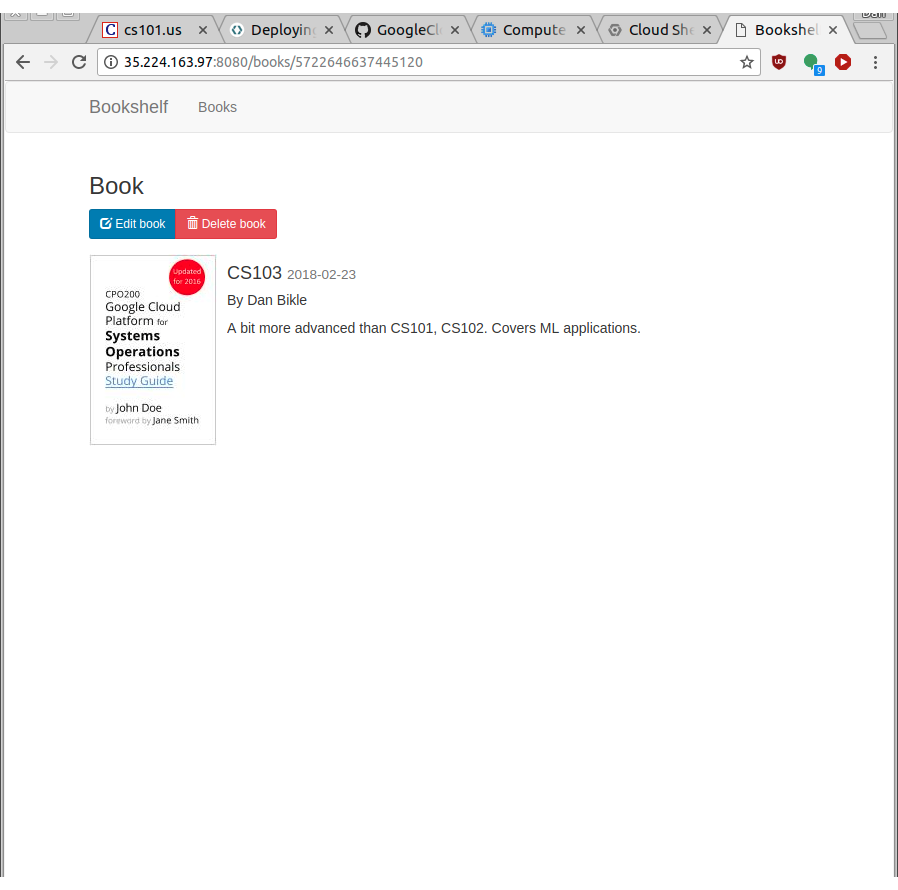 Dan
cs101.us
Deploying
GoogleCl
Compute
Cloud She
Bookshel
35.224.163.97:8080/books/5722646637445120
9
Bookshelf
Books
Book
Edit book
Delete book
Updated
for 2016
CPO200
Google Cloud
Platform for
Systems
Operations
Professionals
Study Guide
by John Doe
foreword by Jane Smith
CS103 2018-02-23
By Dan Bikle
A bit more advanced than CS101, CS102. Covers ML applications.